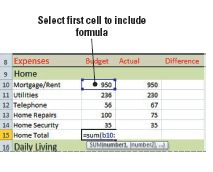 Select first cell to include
formula
8 Expenses Budget Actual Difference
9 Home
10 Mortgage/Rent 950 950
11 Utilities 236 230
12 Telephone 56 67
13 Home Repairs 100 75
14 Home Security 35 35
15 Home Total =sum(b10:
16 Daily Living SUM(number1, [number2], ...)